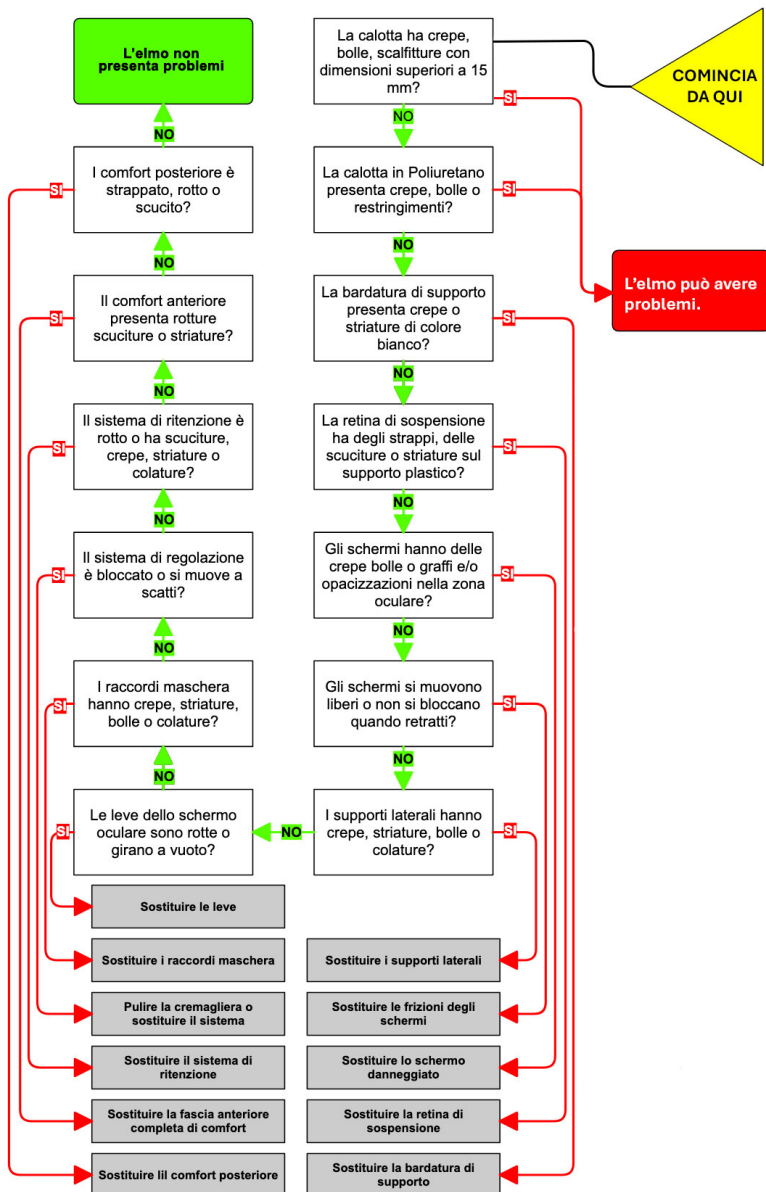 La calotta ha crepe,
bolle, scalfitture con
dimensioni superiori a 15
mm?
COMINCIA
DA QUI
SI
NO
La calotta in Poliuretano
presenta crepe, bolle o
restringimenti?
SI
NO
L'elmo può avere
problemi.
La bardatura di supporto
presenta crepe o
striature di colore
bianco?
SI
NO
La retina di sospensione
ha degli strappi, delle
scuciture o striature sul
supporto plastico?
SI
NO
Gli schermi hanno delle
crepe bolle o graffi e/o
opacizzazioni nella zona
oculare?
SI
NO
Gli schermi si muovono
liberi o non si bloccano
quando retratti?
SI
NO
I supporti laterali hanno
crepe, striature, bolle o
colature?
SI
NO
Le leve dello schermo
oculare sono rotte o
girano a vuoto?
SI
NO
I raccordi maschera
hanno crepe, striature,
bolle o colature?
SI
NO
Il sistema di regolazione
è bloccato o si muove a
scatti?
SI
NO
Il sistema di ritenzione è
rotto o ha scuciture,
crepe, striature o
colature?
SI
NO
Il comfort anteriore
presenta rotture
scuciture o striature?
SI
NO
I comfort posteriore è
strappato, rotto o
scucito?
SI
NO
L'elmo non
presenta problemi
Sostituire le leve
Sostituire i raccordi maschera
Pulire la cremagliera o
sostituire il sistema
Sostituire il sistema di
ritenzione
Sostituire la fascia anteriore
completa di comfort
Sostituire lil comfort posteriore
Sostituire i supporti laterali
Sostituire le frizioni degli
schermi
Sostituire lo schermo
danneggiato
Sostituire la retina di
sospensione
Sostituire la bardatura di
supporto